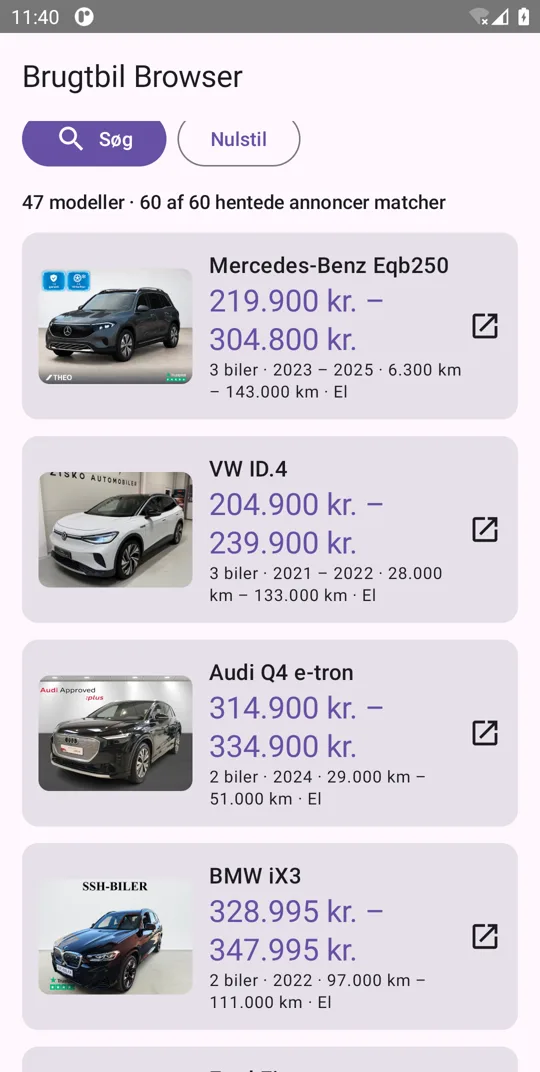 11:40
Brugtbil Browser
Søg
Nulstil
47 modeller · 60 af 60 hentede annoncer matcher
Mercedes-Benz Eqb250
219.900 kr. –
304.800 kr.
3 biler · 2023 – 2025 · 6.300 km
– 143.000 km · El
THEO
ZISKO AUTOMOBILER
VW ID.4
204.900 kr. –
239.900 kr.
3 biler · 2021 – 2022 · 28.000
km – 133.000 km · El
Audi Approved
:plus
Audi Q4 e-tron
314.900 kr. –
334.900 kr.
2 biler · 2024 · 29.000 km –
51.000 km · El
SSH-BILER
BMW iX3
328.995 kr. –
347.995 kr.
2 biler · 2022 · 97.000 km –
111.000 km · El